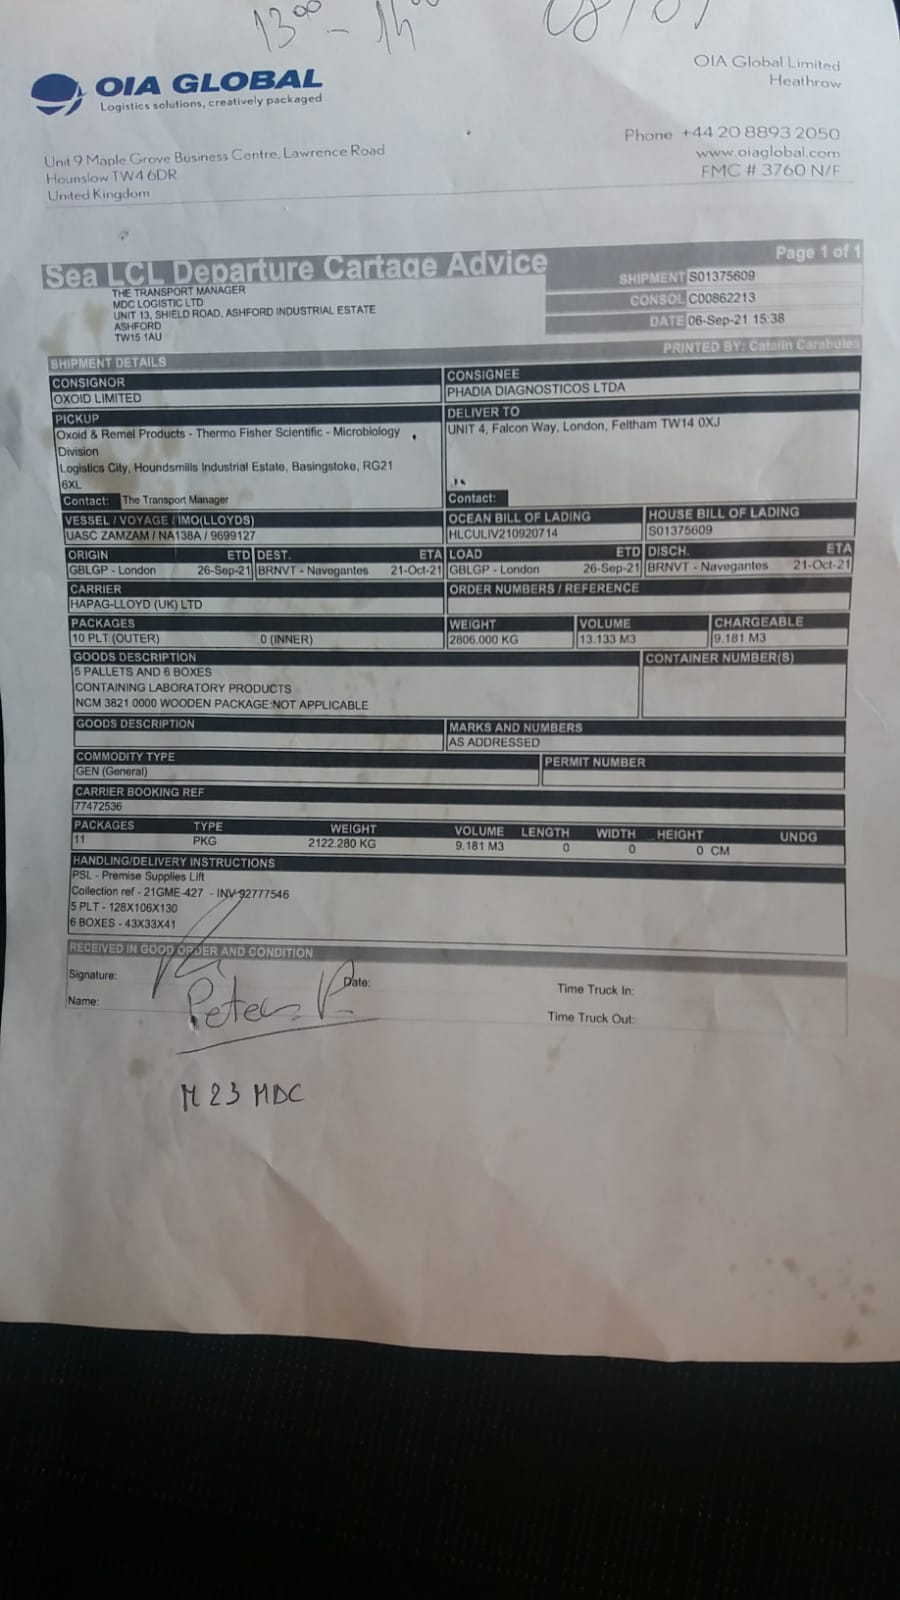 13⁰⁰ - 14⁰⁰
OIA GLOBAL
Logistics solutions, creatively packaged
OIA Global Limited
Heathrow
Unit 9 Maple Grove Business Centre, Lawrence Road
Hounslow TW4 6DR
United Kingdom
Phone +44 20 8893 2050
www.oiaglobal.com
FMC # 3760 N/F
Sea LCL Departure Cartage Advice
Page 1 of 1
THE TRANSPORT MANAGER
MDC LOGISTIC LTD
UNIT 13, SHIELD ROAD, ASHFORD INDUSTRIAL ESTATE
ASHFORD
TW15 1AU
SHIPMENT S01375609
CONSOL C00862213
DATE 06-Sep-21 15:38
PRINTED BY: Catalin Carabulea
SHIPMENT DETAILS
CONSIGNOR
OXOID LIMITED
CONSIGNEE
PHADIA DIAGNOSTICOS LTDA
PICKUP
Oxoid & Remel Products - Thermo Fisher Scientific - Microbiology
Division
Logistics City, Houndsmills Industrial Estate, Basingstoke, RG21
6XL
Contact: The Transport Manager
DELIVER TO
UNIT 4, Falcon Way, London, Feltham TW14 0XJ
Contact:
VESSEL / VOYAGE / IMO(LLOYDS)
UASC ZAMZAM / NA138A / 9699127
OCEAN BILL OF LADING
HLCULIV210920714
HOUSE BILL OF LADING
S01375609
ORIGIN ETD DEST. ETA LOAD ETD DISCH. ETA
GBLGP - London 26-Sep-21 BRNVT - Navegantes 21-Oct-21 GBLGP - London 26-Sep-21 BRNVT - Navegantes 21-Oct-21
CARRIER
HAPAG-LLOYD (UK) LTD
ORDER NUMBERS / REFERENCE
PACKAGES WEIGHT VOLUME CHARGEABLE
10 PLT (OUTER) 0 (INNER) 2806.000 KG 13.133 M3 9.181 M3
GOODS DESCRIPTION
5 PALLETS AND 6 BOXES
CONTAINING LABORATORY PRODUCTS
NCM 3821 0000 WOODEN PACKAGE:NOT APPLICABLE
CONTAINER NUMBER(S)
GOODS DESCRIPTION
MARKS AND NUMBERS
AS ADDRESSED
COMMODITY TYPE
GEN (General)
PERMIT NUMBER
CARRIER BOOKING REF
77472536
PACKAGES TYPE WEIGHT VOLUME LENGTH WIDTH HEIGHT UNDG
11 PKG 2122.280 KG 9.181 M3 0 0 0 CM
HANDLING/DELIVERY INSTRUCTIONS
PSL - Premise Supplies Lift
Collection ref - 21GME-427 - INV 92777546
5 PLT - 128X106X130
6 BOXES - 43X33X41
RECEIVED IN GOOD ORDER AND CONDITION
Signature:
Date:
Time Truck In:
Name:
Time Truck Out:
M23 MDC